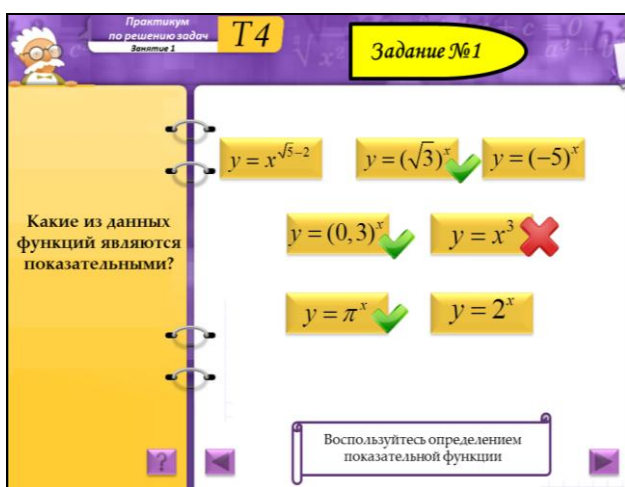 Практикум
по решению задач
Занятие 1
Т4
Задание №1
Какие из данных
функций являются
показательными?
y = x^{√5−2}
y = (√3)^x
y = (−5)^x
y = (0,3)^x
y = x^3
y = π^x
y = 2^x
?
Воспользуйтесь определением
показательной функции